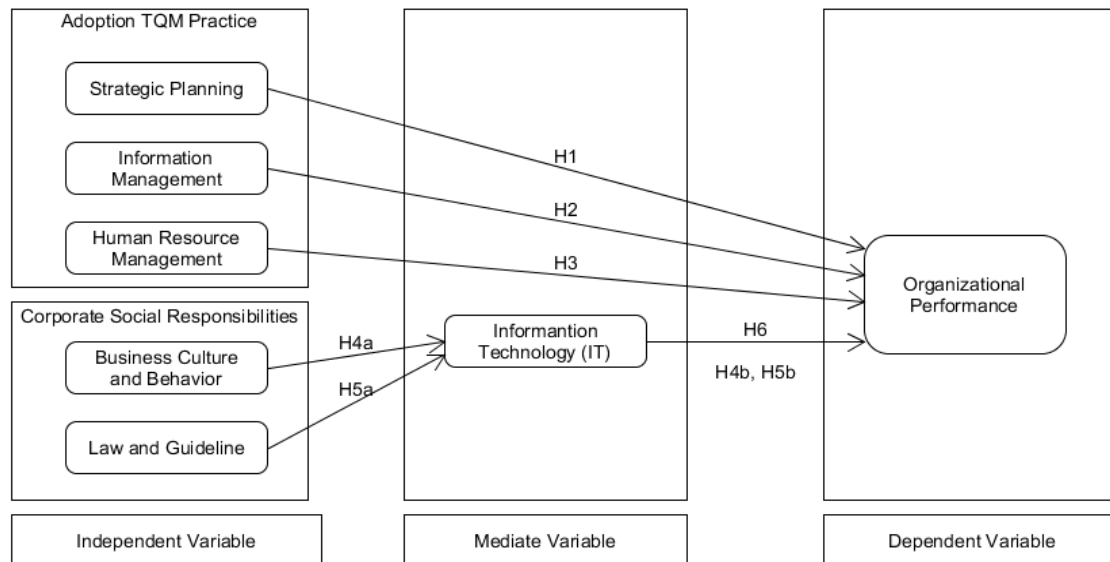 Adoption TQM Practice
Strategic Planning
Information
Management
Human Resource
Management
Corporate Social Responsibilities
Business Culture
and Behavior
Law and Guideline
H1
H2
H3
H4a
H5a
Informantion
Technology (IT)
H6
H4b, H5b
Organizational
Performance
Independent Variable
Mediate Variable
Dependent Variable